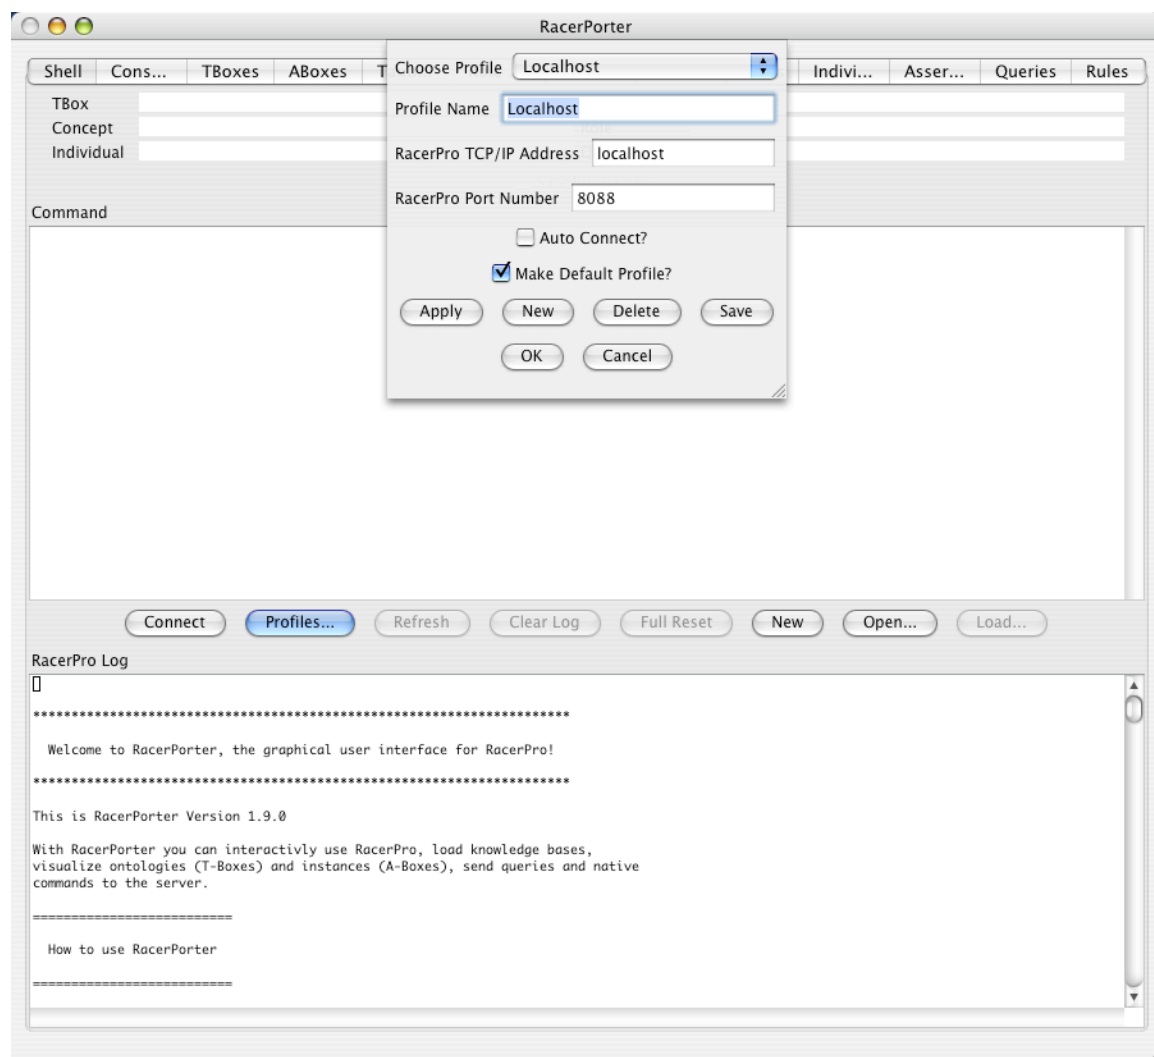 RacerPorter
Shell Cons... TBoxes ABoxes T Indivi... Asser... Queries Rules
Choose Profile Localhost
TBox
Profile Name Localhost
Concept
Individual
RacerPro TCP/IP Address localhost
RacerPro Port Number 8088
Command
Auto Connect?
Make Default Profile?
Apply New Delete Save
OK Cancel
Connect Profiles... Refresh Clear Log Full Reset New Open... Load...
RacerPro Log
**********************************************************************
Welcome to RacerPorter, the graphical user interface for RacerPro!
**********************************************************************
This is RacerPorter Version 1.9.0
With RacerPorter you can interactivly use RacerPro, load knowledge bases,
visualize ontologies (T-Boxes) and instances (A-Boxes), send queries and native
commands to the server.
==========================
How to use RacerPorter
==========================